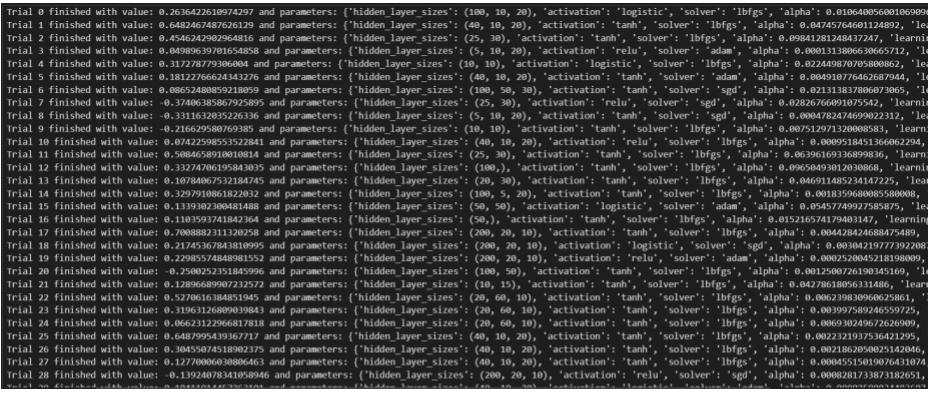 Trial 0 finished with value: 0.2636422610974297 and parameters: {'hidden_layer_sizes': (100, 10, 20), 'activation': 'logistic', 'solver': 'lbfgs', 'alpha':
Trial 1 finished with value: 0.6482467487626129 and parameters: {'hidden_layer_sizes': (40, 10, 20), 'activation': 'tanh', 'solver': 'lbfgs', 'alpha': 0.04745764601124892, 'learni
Trial 2 finished with value: 0.4546242902964816 and parameters: {'hidden_layer_sizes': (25, 30), 'activation': 'tanh', 'solver': 'lbfgs', 'alpha': 0.09841281248437247, 'learnin
Trial 3 finished with value: 0.04989639701654858 and parameters: {'hidden_layer_sizes': (5, 10, 20), 'activation': 'relu', 'solver': 'adam', 'alpha': 0.0001313806630665712,
Trial 4 finished with value: 0.317278779306004 and parameters: {'hidden_layer_sizes': (10, 10), 'activation': 'logistic', 'solver': 'lbfgs', 'alpha': 0.022449870705800862, 'lear
Trial 5 finished with value: 0.18122766624343276 and parameters: {'hidden_layer_sizes': (40, 10, 20), 'activation': 'tanh', 'solver': 'adam', 'alpha': 0.004910776462687944, 'lear
Trial 6 finished with value: 0.08652480859218059 and parameters: {'hidden_layer_sizes': (100, 50, 30), 'activation': 'tanh', 'solver': 'sgd', 'alpha': 0.021313837806073065, 'lea
Trial 7 finished with value: -0.37406385867925895 and parameters: {'hidden_layer_sizes': (25, 30), 'activation': 'relu', 'solver': 'sgd', 'alpha': 0.02826766091075542, 'learning
Trial 8 finished with value: -0.3311632035226336 and parameters: {'hidden_layer_sizes': (5, 10, 20), 'activation': 'tanh', 'solver': 'sgd', 'alpha': 0.0004782474699022312, 'lear
Trial 9 finished with value: -0.216629580769385 and parameters: {'hidden_layer_sizes': (10, 10), 'activation': 'tanh', 'solver': 'lbfgs', 'alpha': 0.007512971320008583, 'learni
Trial 10 finished with value: 0.07422598553522841 and parameters: {'hidden_layer_sizes': (40, 10, 20), 'activation': 'relu', 'solver': 'lbfgs', 'alpha': 0.0009518451366062294,
Trial 11 finished with value: 0.5084658910010814 and parameters: {'hidden_layer_sizes': (25, 30), 'activation': 'tanh', 'solver': 'lbfgs', 'alpha': 0.06396169336899836, 'learn
Trial 12 finished with value: 0.33274706195843035 and parameters: {'hidden_layer_sizes': (100,), 'activation': 'tanh', 'solver': 'lbfgs', 'alpha': 0.09650493012030868, 'learn
Trial 13 finished with value: 0.10784067532184745 and parameters: {'hidden_layer_sizes': (20, 30), 'activation': 'tanh', 'solver': 'lbfgs', 'alpha': 0.046911485234147225, 'lear
Trial 14 finished with value: 0.3297910861822032 and parameters: {'hidden_layer_sizes': (100, 5, 20), 'activation': 'tanh', 'solver': 'lbfgs', 'alpha':
Trial 15 finished with value: 0.1339302300481488 and parameters: {'hidden_layer_sizes': (50, 50), 'activation': 'logistic', 'solver': 'adam', 'alpha': 0.05457749927585875, 'lea
Trial 16 finished with value: 0.1103593741842364 and parameters: {'hidden_layer_sizes': (50,), 'activation': 'tanh', 'solver': 'lbfgs', 'alpha': 0.015216574179403147, 'learning
Trial 17 finished with value: 0.7008882311320258 and parameters: {'hidden_layer_sizes': (200, 20, 10), 'activation': 'tanh', 'solver': 'lbfgs', 'alpha': 0.004428424688475489,
Trial 18 finished with value: 0.21745367843810995 and parameters: {'hidden_layer_sizes': (200, 20, 10), 'activation': 'logistic', 'solver': 'sgd', 'alpha':
Trial 19 finished with value: 0.22985574848981552 and parameters: {'hidden_layer_sizes': (200, 20, 10), 'activation': 'relu', 'solver': 'adam', 'alpha': 0.0002520045218198009,
Trial 20 finished with value: -0.2500252351845996 and parameters: {'hidden_layer_sizes': (100, 50), 'activation': 'tanh', 'solver': 'lbfgs', 'alpha': 0.0012500726190345169, 'le
Trial 21 finished with value: 0.12896689907232572 and parameters: {'hidden_layer_sizes': (10, 15), 'activation': 'tanh', 'solver': 'lbfgs', 'alpha': 0.04278618056331486, 'learn
Trial 22 finished with value: 0.5270616384851945 and parameters: {'hidden_layer_sizes': (20, 60, 10), 'activation': 'tanh', 'solver': 'lbfgs', 'alpha': 0.006239830960625861, 'l
Trial 23 finished with value: 0.31963126809039843 and parameters: {'hidden_layer_sizes': (20, 60, 10), 'activation': 'tanh', 'solver': 'lbfgs', 'alpha': 0.003997589246559725,
Trial 24 finished with value: 0.06623122966817818 and parameters: {'hidden_layer_sizes': (20, 60, 10), 'activation': 'tanh', 'solver': 'lbfgs', 'alpha': 0.006930249672626909,
Trial 25 finished with value: 0.6487995439367717 and parameters: {'hidden_layer_sizes': (40, 10, 20), 'activation': 'tanh', 'solver': 'lbfgs', 'alpha': 0.0022321937536421295,
Trial 26 finished with value: 0.30455074518902375 and parameters: {'hidden_layer_sizes': (40, 10, 20), 'activation': 'tanh', 'solver': 'lbfgs', 'alpha': 0.002186205002514​2046,
Trial 27 finished with value: 0.12770006030806463 and parameters: {'hidden_layer_sizes': (40, 10, 20), 'activation': 'tanh', 'solver': 'lbfgs', 'alpha': 0.00045515019076431074,
Trial 28 finished with value: -0.13924078341058946 and parameters: {'hidden_layer_sizes': (200, 20, 10), 'activation': 'relu', 'solver': 'sgd', 'alpha': 0.0008281733873182651,